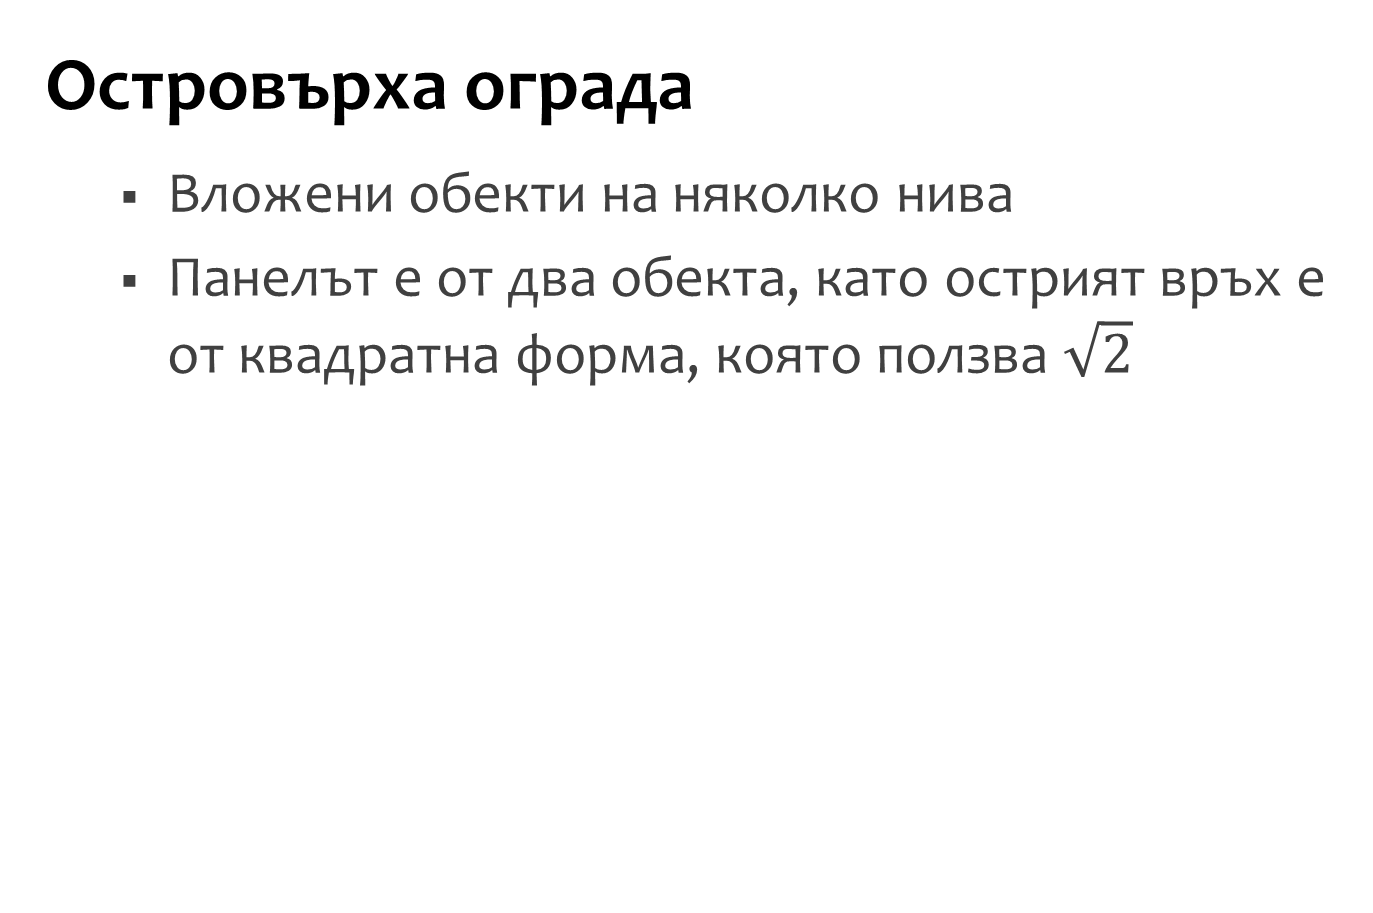 Островърха ограда
▪ Вложени обекти на няколко нива
▪ Панелът е от два обекта, като острият връх е
от квадратна форма, която ползва √2